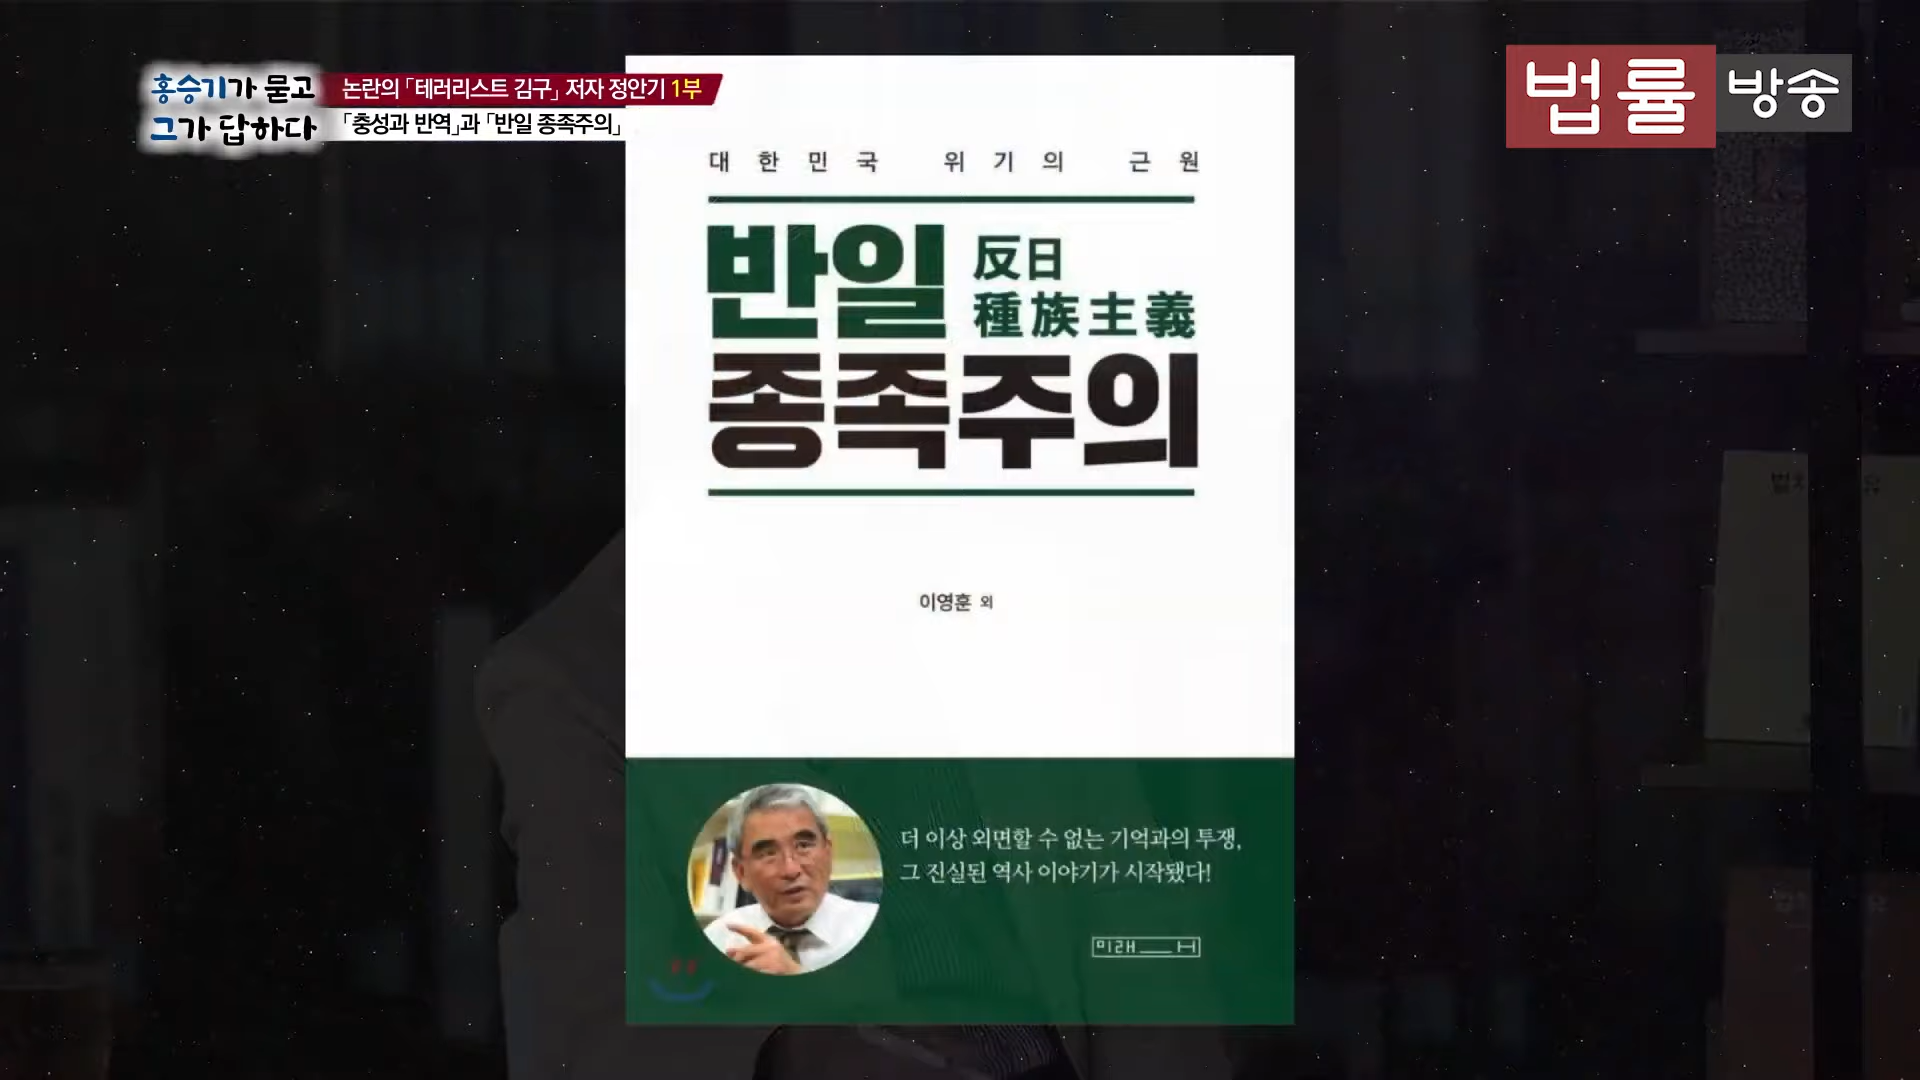 홍승기가 묻고
그가 답하다
논란의 「테러리스트 김구」 저자 정안기 1부
「충성과 반역」과 「반일 종족주의」
법률방송
대한민국 위기의 근원
반일 反日
種族主義
종족주의
이영훈 외
더 이상 외면할 수 없는 기억과의 투쟁,
그 진실된 역사 이야기가 시작됐다!
미래_H